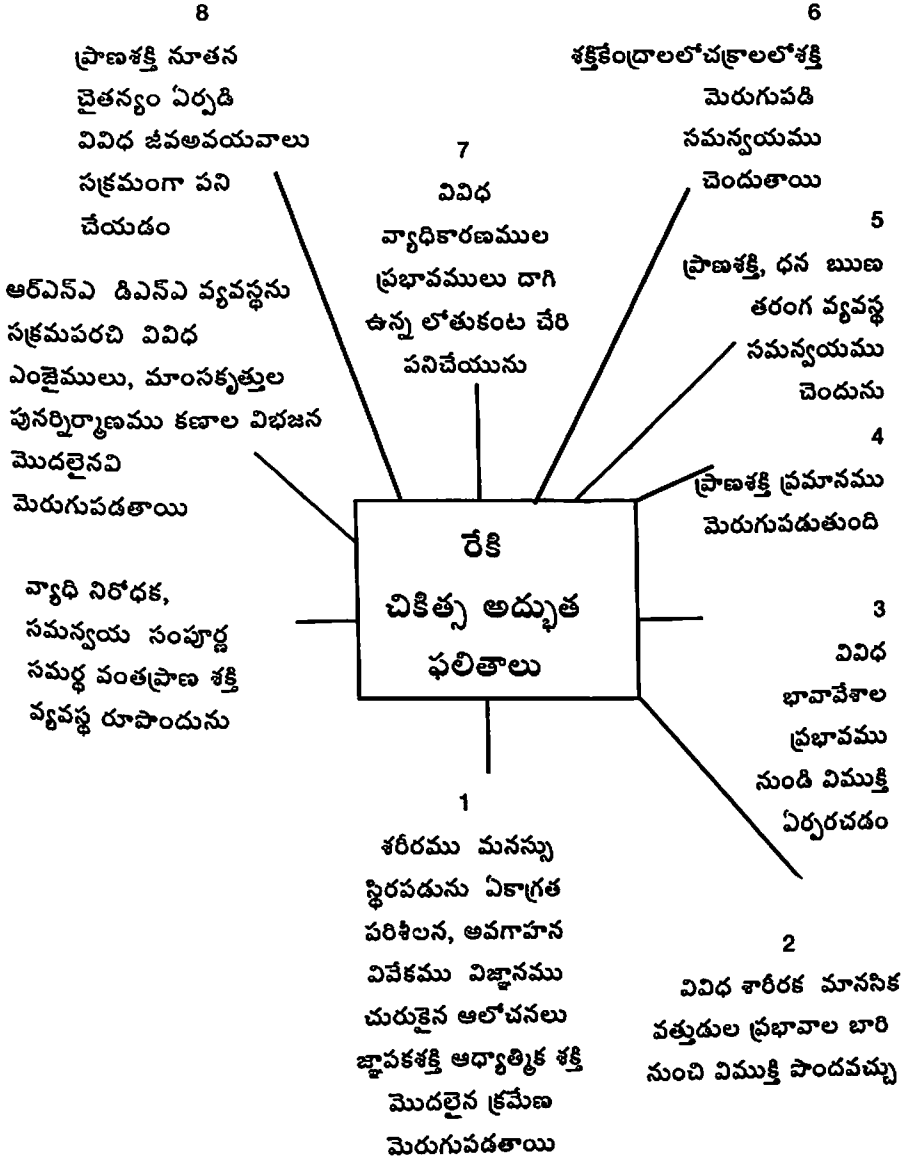 8
ప్రాణశక్తి నూతన
చైతన్యం ఏర్పడి
వివిధ జీవఅవయవాలు
సక్రమంగా పని
చేయడం
6
శక్తికేంద్రాలలోచక్రాలలోశక్తి
మెరుగుపడి
సమన్వయము
చెందుతాయి
7
వివిధ
వ్యాధికారణముల
ప్రభావములు దాగి
ఉన్న లోతుకంట చేరి
పనిచేయును
5
ప్రాణశక్తి, ధన ఋణ
తరంగ వ్యవస్థ
సమన్వయము
చెందును
ఆర్ఎన్ఎ డిఎన్ఎ వ్యవస్థను
సక్రమపరచి వివిధ
ఎంజైములు, మాంసకృత్తుల
పునర్నిర్మాణము కణాల విభజన
మొదలైనవి
మెరుగుపడతాయి
4
ప్రాణశక్తి ప్రమానము
మెరుగుపడుతుంది
రేకి
చికిత్స అద్భుత
ఫలితాలు
వ్యాధి నిరోధక,
సమన్వయ సంపూర్ణ
సమర్థ వంతప్రాణ శక్తి
వ్యవస్థ రూపొందును
3
వివిధ
భావావేశాల
ప్రభావము
నుండి విముక్తి
ఏర్పరచడం
1
శరీరము మనస్సు
స్థిరపడును ఏకాగ్రత
పరిశీలన, అవగాహన
వివేకము విజ్ఞానము
చురుకైన ఆలోచనలు
జ్ఞాపకశక్తి ఆధ్యాత్మిక శక్తి
మొదలైన క్రమేణ
మెరుగుపడతాయి
2
వివిధ శారీరక మానసిక
వత్తుడుల ప్రభావాల బారి
నుంచి విముక్తి పొందవచ్చు